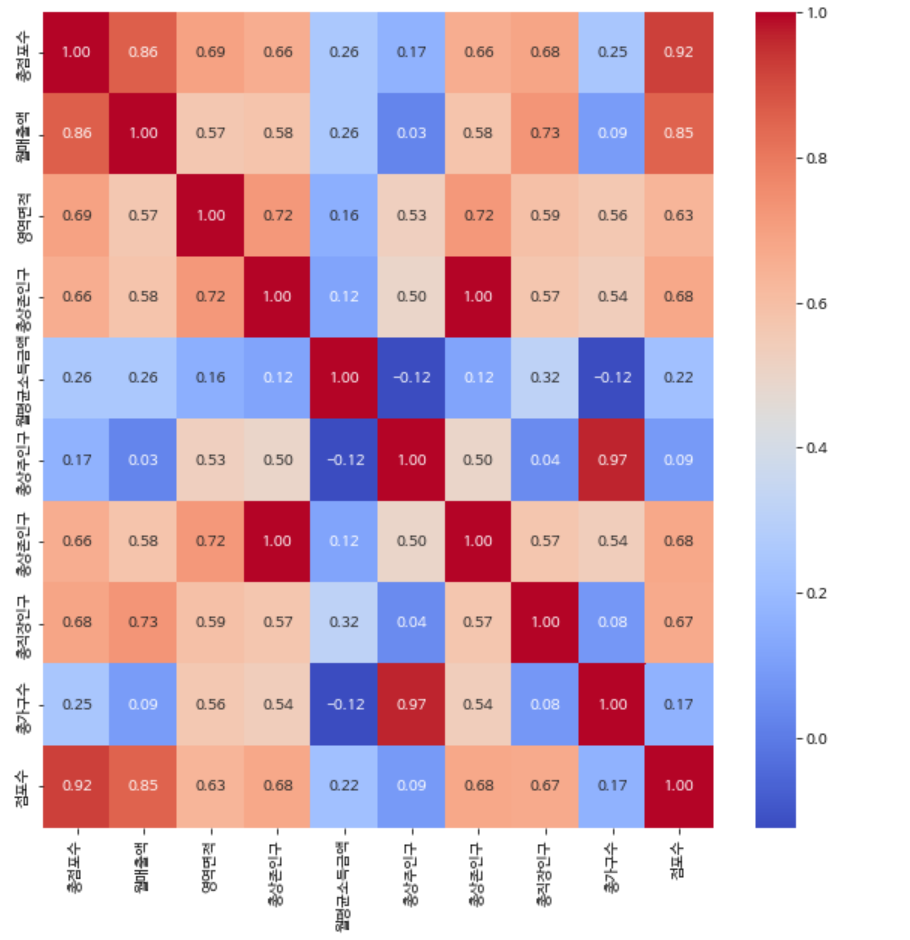 총점포수 1.00 0.86 0.69 0.66 0.26 0.17 0.66 0.68 0.25 0.92
월매출액 0.86 1.00 0.57 0.58 0.26 0.03 0.58 0.73 0.09 0.85
영역면적 0.69 0.57 1.00 0.72 0.16 0.53 0.72 0.59 0.56 0.63
총상존인구 0.66 0.58 0.72 1.00 0.12 0.50 1.00 0.57 0.54 0.68
월평균소득금액 0.26 0.26 0.16 0.12 1.00 −0.12 0.12 0.32 −0.12 0.22
총상주인구 0.17 0.03 0.53 0.50 −0.12 1.00 0.50 0.04 0.97 0.09
총상존인구 0.66 0.58 0.72 1.00 0.12 0.50 1.00 0.57 0.54 0.68
총직장인구 0.68 0.73 0.59 0.57 0.32 0.04 0.57 1.00 0.08 0.67
총가구수 0.25 0.09 0.56 0.54 −0.12 0.97 0.54 0.08 1.00 0.17
점포수 0.92 0.85 0.63 0.68 0.22 0.09 0.68 0.67 0.17 1.00
총점포수 월매출액 영역면적 총상존인구 월평균소득금액 총상주인구 총상존인구 총직장인구 총가구수 점포수
1.0
0.8
0.6
0.4
0.2
0.0